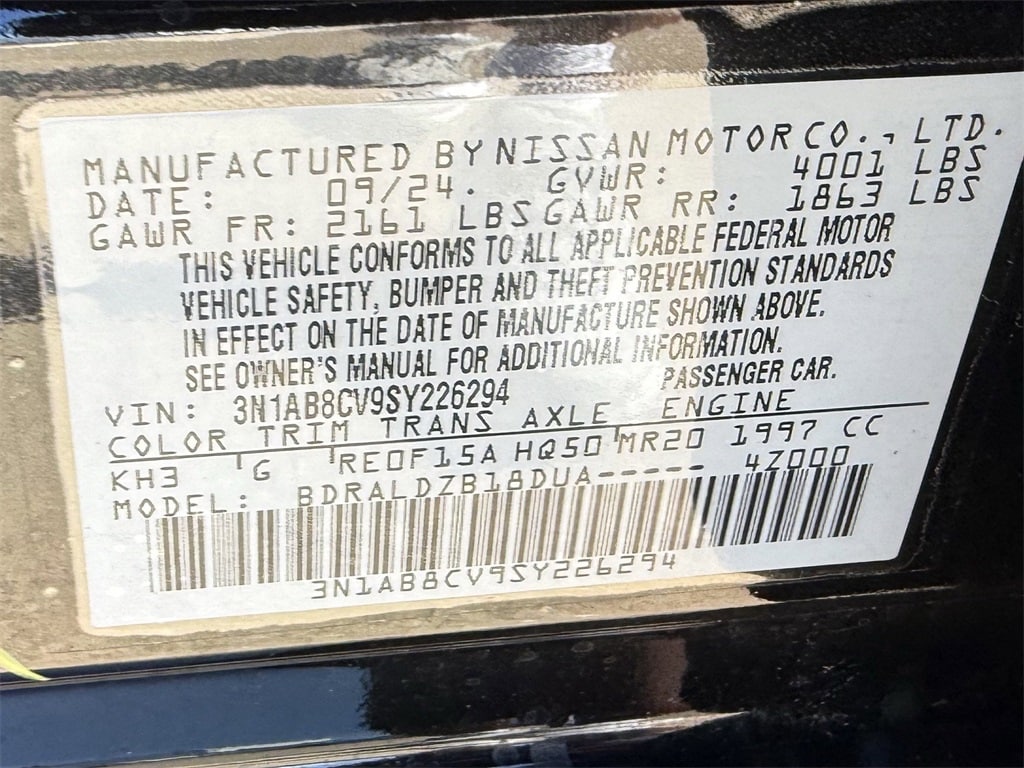 MANUFACTURED BY NISSAN MOTOR CO., LTD.
DATE: 09/24. GVWR: 4001 LBS
GAWR FR: 2161 LBS GAWR RR: 1863 LBS
THIS VEHICLE CONFORMS TO ALL APPLICABLE FEDERAL MOTOR
VEHICLE SAFETY, BUMPER AND THEFT PREVENTION STANDARDS
IN EFFECT ON THE DATE OF MANUFACTURE SHOWN ABOVE.
SEE OWNER'S MANUAL FOR ADDITIONAL INFORMATION.
VIN: 3N1AB8CV9SY226294 PASSENGER CAR.
COLOR TRIM TRANS AXLE ENGINE
KH3 G RE0F15A HQ50 MR20 1997 CC
MODEL: BDRALDZB18DUA----- 4Z000
3N1AB8CV9SY226294